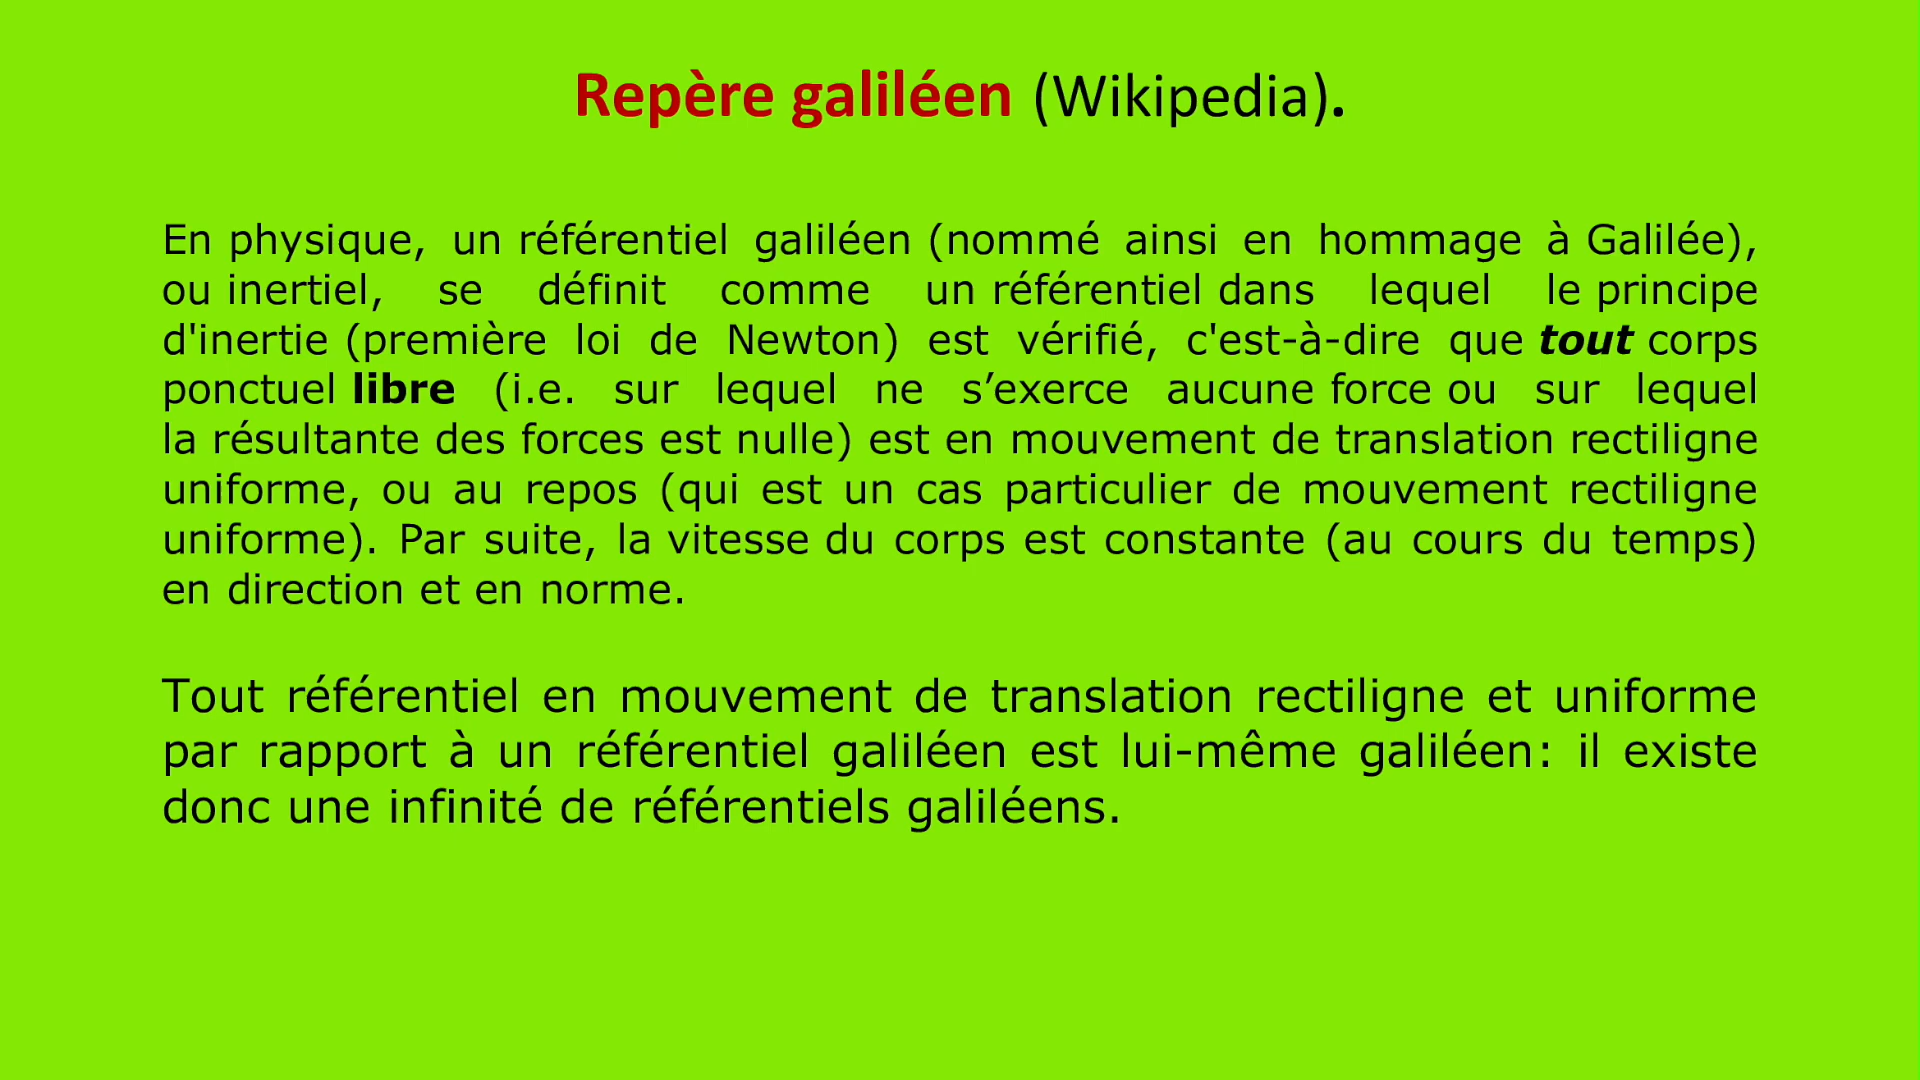 Repère galiléen (Wikipedia).
En physique, un référentiel galiléen (nommé ainsi en hommage à Galilée),
ou inertiel, se définit comme un référentiel dans lequel le principe
d'inertie (première loi de Newton) est vérifié, c'est-à-dire que tout corps
ponctuel libre (i.e. sur lequel ne s’exerce aucune force ou sur lequel
la résultante des forces est nulle) est en mouvement de translation rectiligne
uniforme, ou au repos (qui est un cas particulier de mouvement rectiligne
uniforme). Par suite, la vitesse du corps est constante (au cours du temps)
en direction et en norme.
Tout référentiel en mouvement de translation rectiligne et uniforme
par rapport à un référentiel galiléen est lui-même galiléen: il existe
donc une infinité de référentiels galiléens.